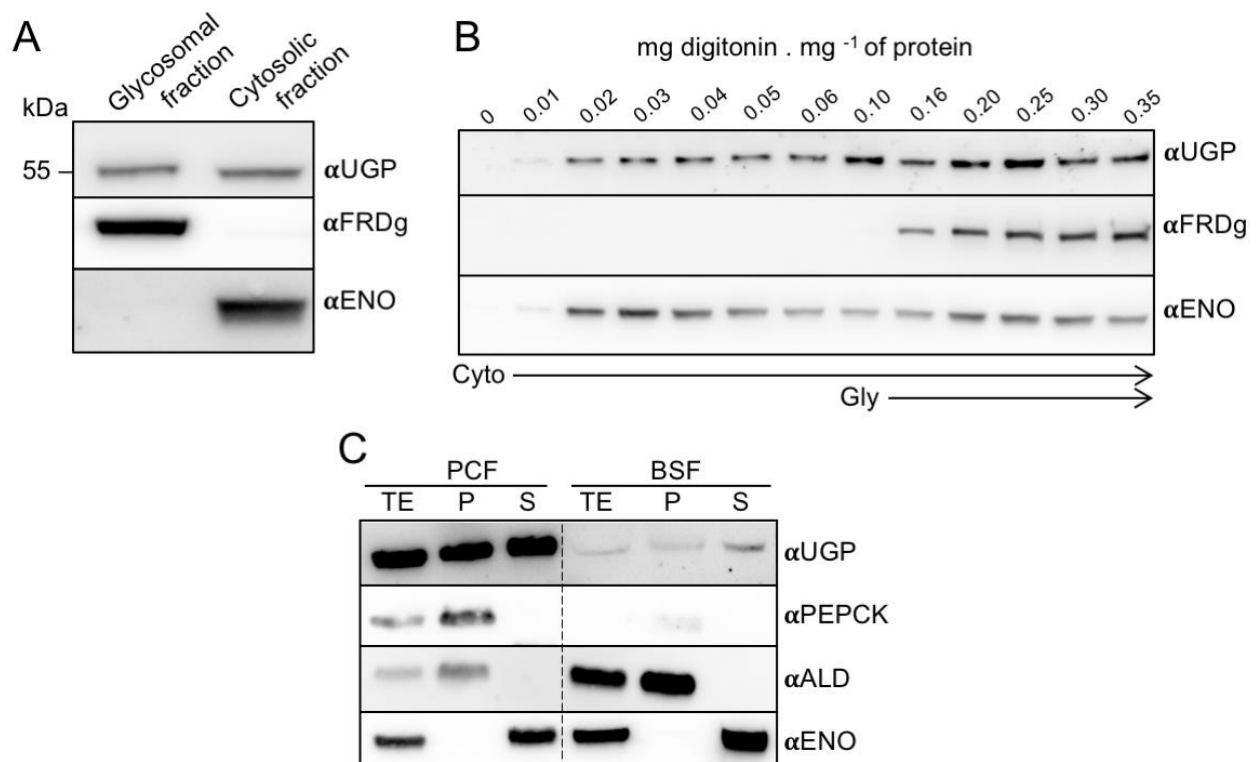 A
Glycosomal
fraction
Cytosolic
fraction
kDa
55
αUGP
αFRDg
αENO
B
mg digitonin . mg -1 of protein
0 0.01 0.02 0.03 0.04 0.05 0.06 0.10 0.16 0.20 0.25 0.30 0.35
αUGP
αFRDg
αENO
Cyto
Gly
C
PCF BSF
TE P S TE P S
αUGP
αPEPCK
αALD
αENO